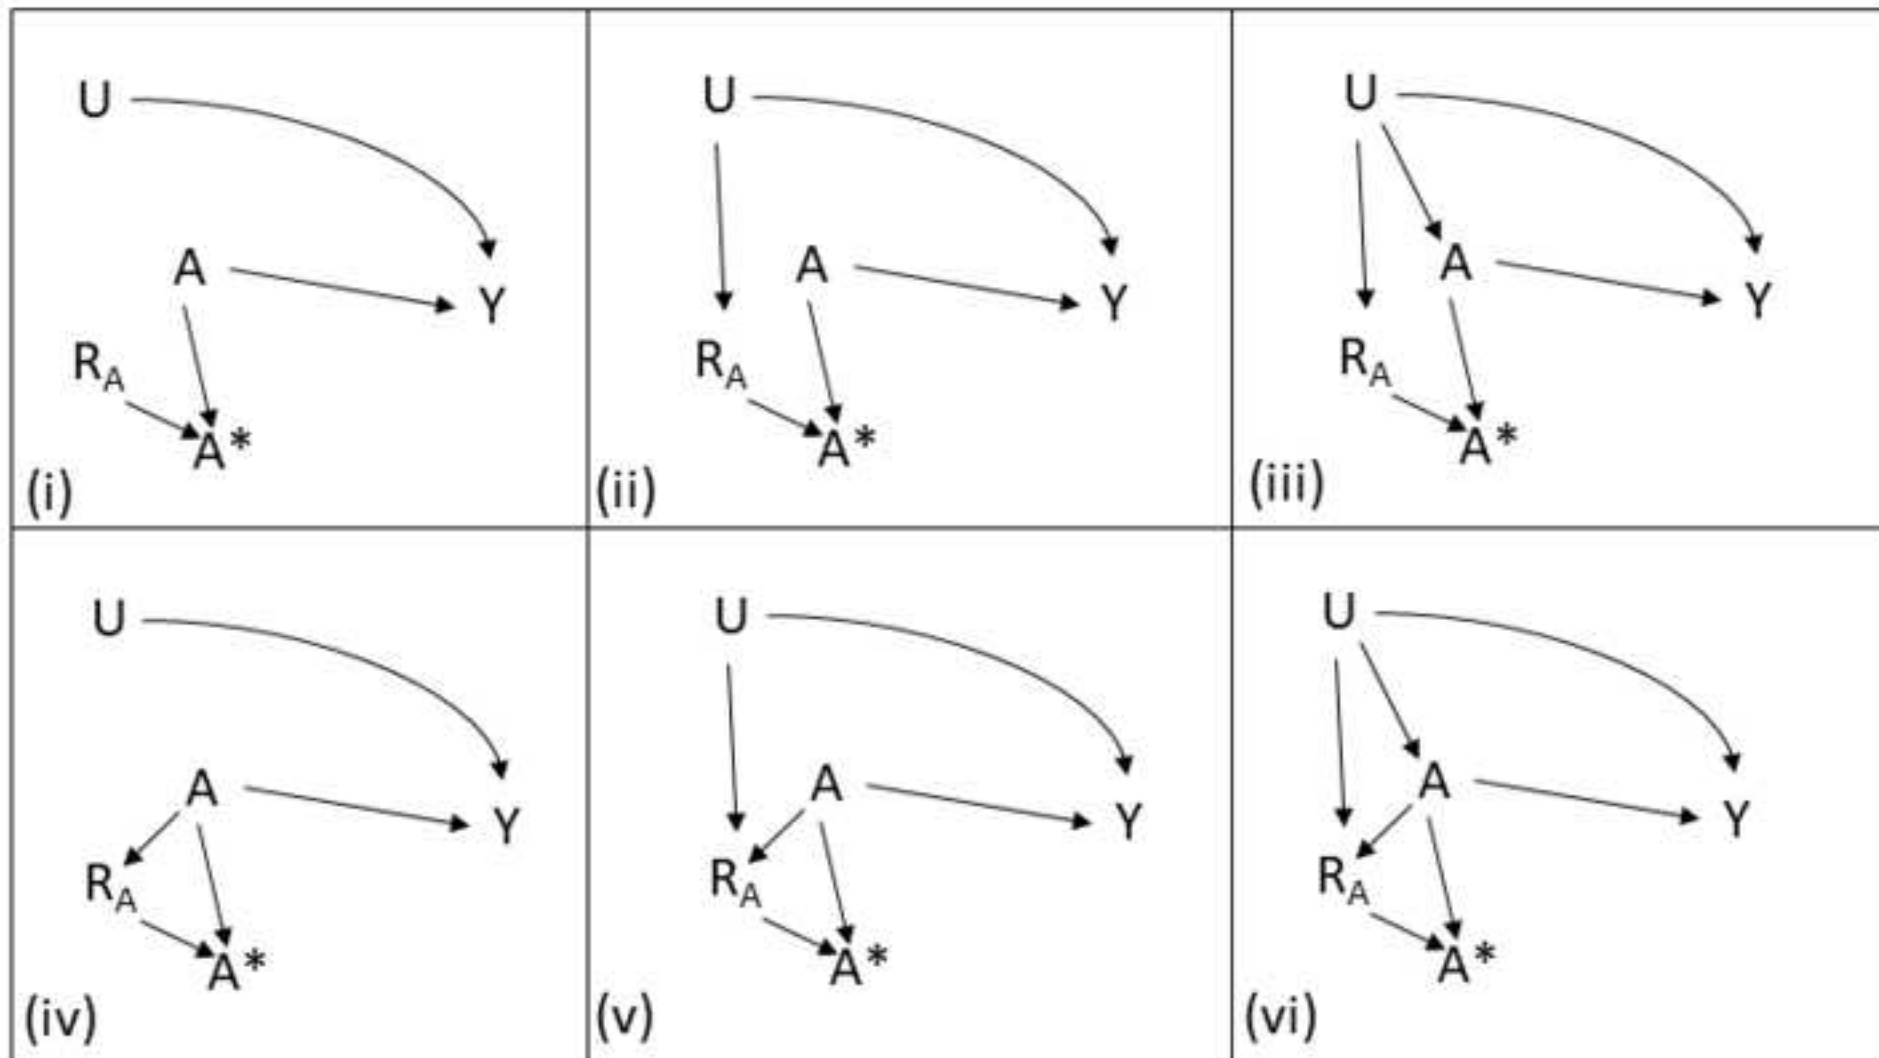 U
A
Y
R_A
A*
(i)
U
A
Y
R_A
A*
(ii)
U
A
Y
R_A
A*
(iii)
U
A
Y
R_A
A*
(iv)
U
A
Y
R_A
A*
(v)
U
A
Y
R_A
A*
(vi)